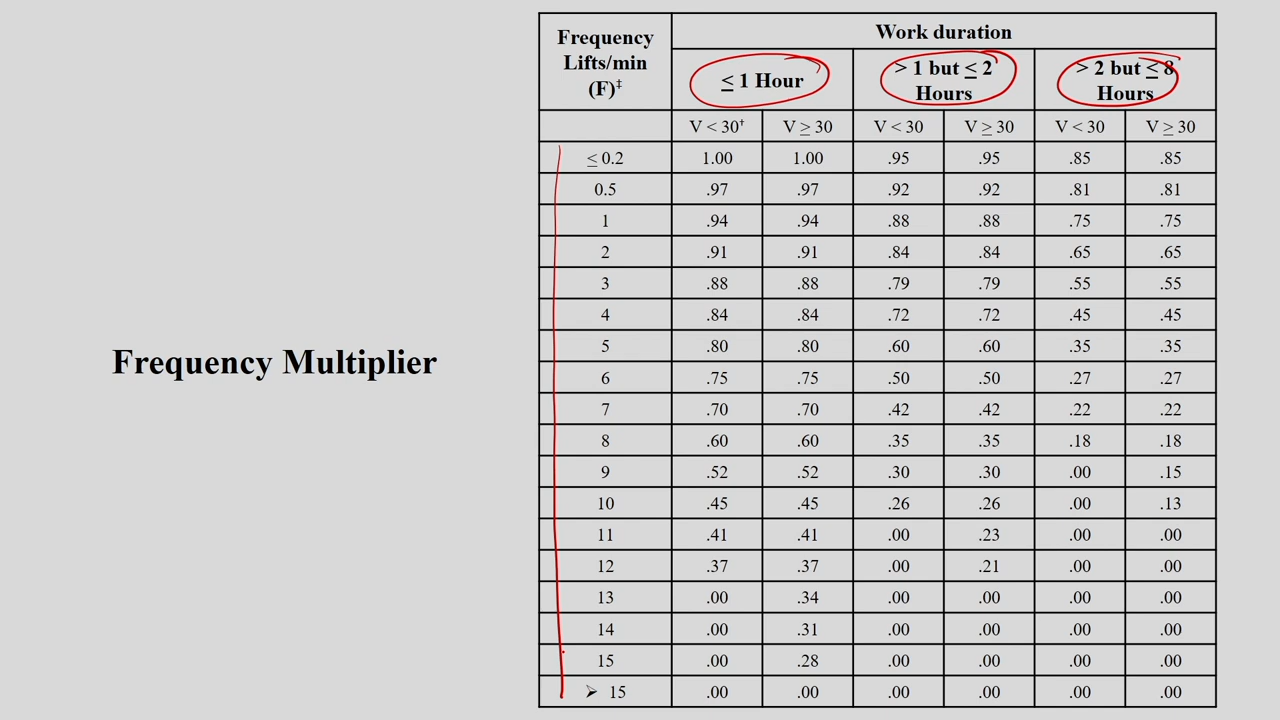 Frequency Multiplier
Frequency Lifts/min (F)‡ Work duration
≤ 1 Hour > 1 but ≤ 2 Hours > 2 but ≤ 8 Hours
V < 30† V ≥ 30 V < 30 V ≥ 30 V < 30 V ≥ 30
≤ 0.2 1.00 1.00 .95 .95 .85 .85
0.5 .97 .97 .92 .92 .81 .81
1 .94 .94 .88 .88 .75 .75
2 .91 .91 .84 .84 .65 .65
3 .88 .88 .79 .79 .55 .55
4 .84 .84 .72 .72 .45 .45
5 .80 .80 .60 .60 .35 .35
6 .75 .75 .50 .50 .27 .27
7 .70 .70 .42 .42 .22 .22
8 .60 .60 .35 .35 .18 .18
9 .52 .52 .30 .30 .00 .15
10 .45 .45 .26 .26 .00 .13
11 .41 .41 .00 .23 .00 .00
12 .37 .37 .00 .21 .00 .00
13 .00 .34 .00 .00 .00 .00
14 .00 .31 .00 .00 .00 .00
15 .00 .28 .00 .00 .00 .00
➢ 15 .00 .00 .00 .00 .00 .00